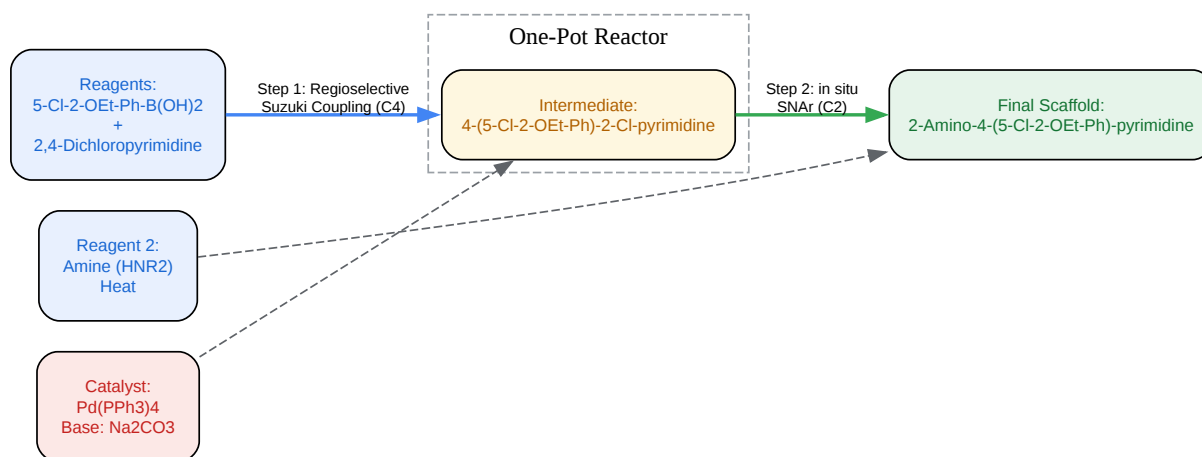 One-Pot Reactor
Reagents:
5-Cl-2-OEt-Ph-B(OH)2
+
2,4-Dichloropyrimidine
Step 1: Regioselective
Suzuki Coupling (C4)
Intermediate:
4-(5-Cl-2-OEt-Ph)-2-Cl-pyrimidine
Step 2: in situ
SNAr (C2)
Final Scaffold:
2-Amino-4-(5-Cl-2-OEt-Ph)-pyrimidine
Reagent 2:
Amine (HNR2)
Heat
Catalyst:
Pd(PPh3)4
Base: Na2CO3